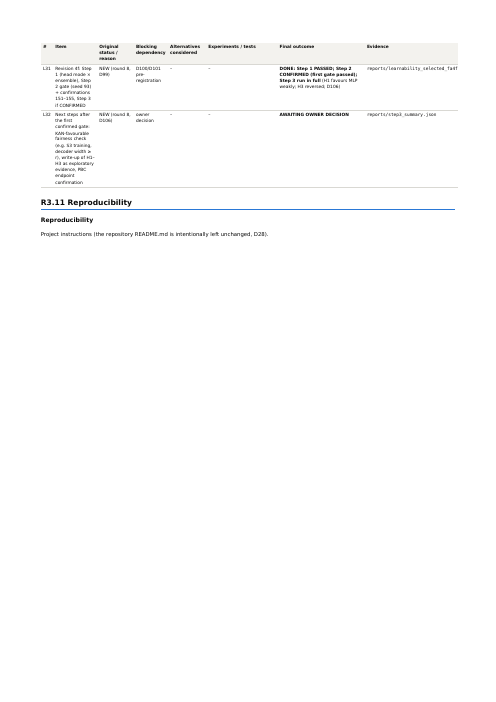 # Item Original status / reason Blocking dependency Alternatives considered Experiments / tests Final outcome Evidence
L31 Revision 45 Step 1 (head mode × ensemble), Step 2 gate (seed 93) + confirmations 151–155, Step 3 if CONFIRMED NEW (round 8, D99) D100/D101 pre-registration – – DONE: Step 1 PASSED; Step 2 CONFIRMED (first gate passed); Step 3 run in full (H1 favours MLP weakly; H3 reversed; D106)
L32 Next steps after the first confirmed gate: KAN-favourable fairness check (e.g. S3 training, decoder width ≥ r), write-up of H1–H3 as exploratory evidence, PBC endpoint confirmation NEW (round 8, D106) owner decision – – AWAITING OWNER DECISION reports/step3_summary.json
R3.11 Reproducibility
Reproducibility
Project instructions (the repository README.md is intentionally left unchanged, D28).